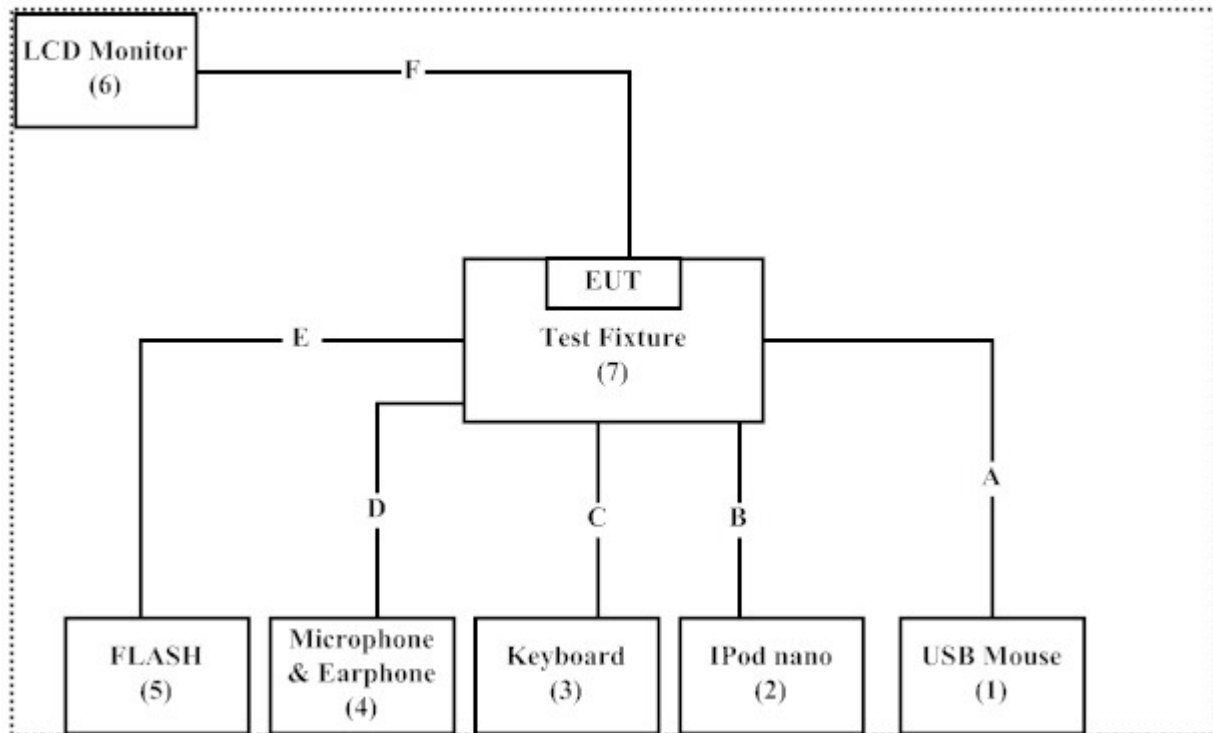 LCD Monitor
(6)
F
EUT
Test Fixture
(7)
E
A
D
C
B
FLASH
(5)
Microphone
& Earphone
(4)
Keyboard
(3)
IPod nano
(2)
USB Mouse
(1)